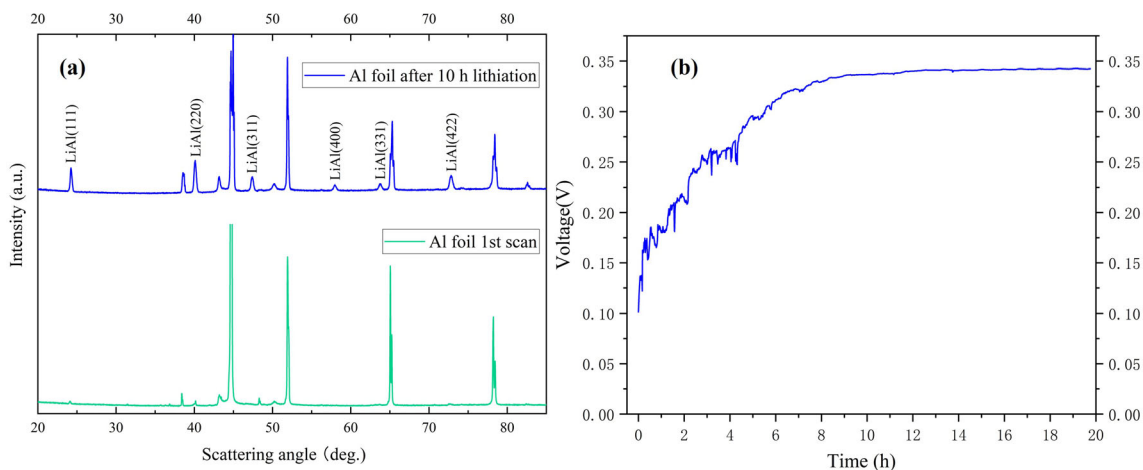 20 30 40 50 60 70 80
(a)
Al foil after 10 h lithiation
LiAl(111)
LiAl(220)
LiAl(311)
LiAl(400)
LiAl(331)
LiAl(422)
Al foil 1st scan
Intensity (a.u.)
20 30 40 50 60 70 80
Scattering angle (deg.)
(b)
0.35 0.35
0.30 0.30
0.25 0.25
0.20 0.20
0.15 0.15
0.10 0.10
0.05 0.05
0.00 0.00
Voltage(V)
0 2 4 6 8 10 12 14 16 18 20
Time (h)